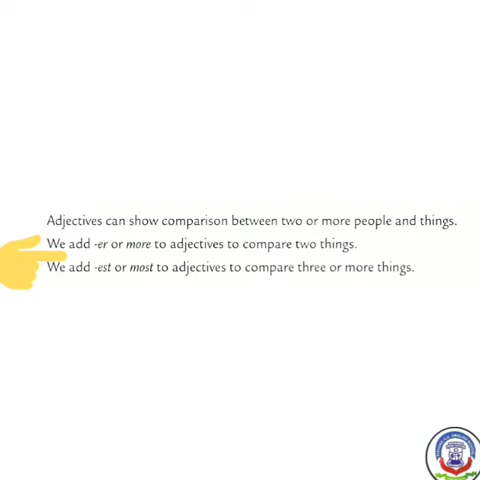 Adjectives can show comparison between two or more people and things.
We add -er or more to adjectives to compare two things.
We add -est or most to adjectives to compare three or more things.